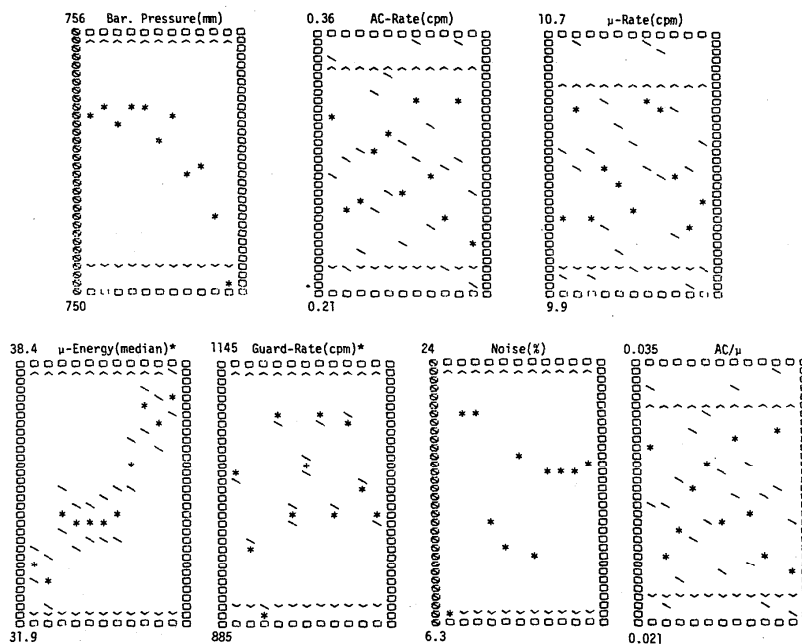 756 Bar. Pressure(mm)
0.36 AC-Rate(cpm)
10.7 μ-Rate(cpm)
750
0.21
9.9
38.4 μ-Energy(median)*
1145 Guard-Rate(cpm)*
24 Noise(%)
0.035 AC/μ
31.9
885
6.3
0.021